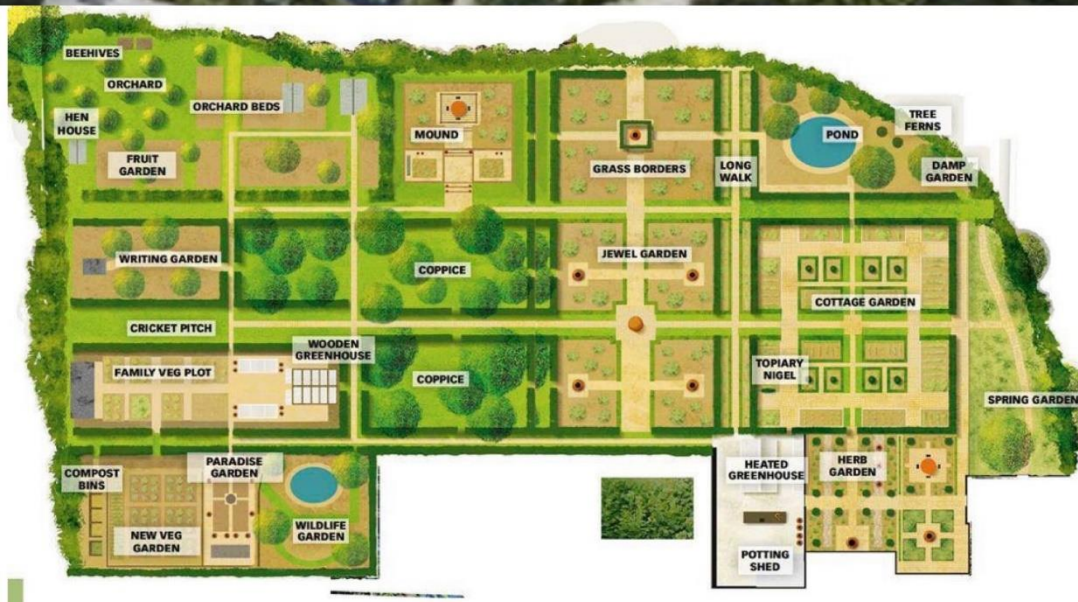 BEEHIVES
ORCHARD
ORCHARD BEDS
HEN
HOUSE
FRUIT
GARDEN
MOUND
GRASS BORDERS
LONG
WALK
POND
TREE
FERNS
DAMP
GARDEN
WRITING GARDEN
COPPICE
JEWEL GARDEN
COTTAGE GARDEN
CRICKET PITCH
WOODEN
GREENHOUSE
FAMILY VEG PLOT
COPPICE
TOPIARY
NIGEL
SPRING GARDEN
COMPOST
BINS
PARADISE
GARDEN
NEW VEG
GARDEN
WILDLIFE
GARDEN
HEATED
GREENHOUSE
HERB
GARDEN
POTTING
SHED